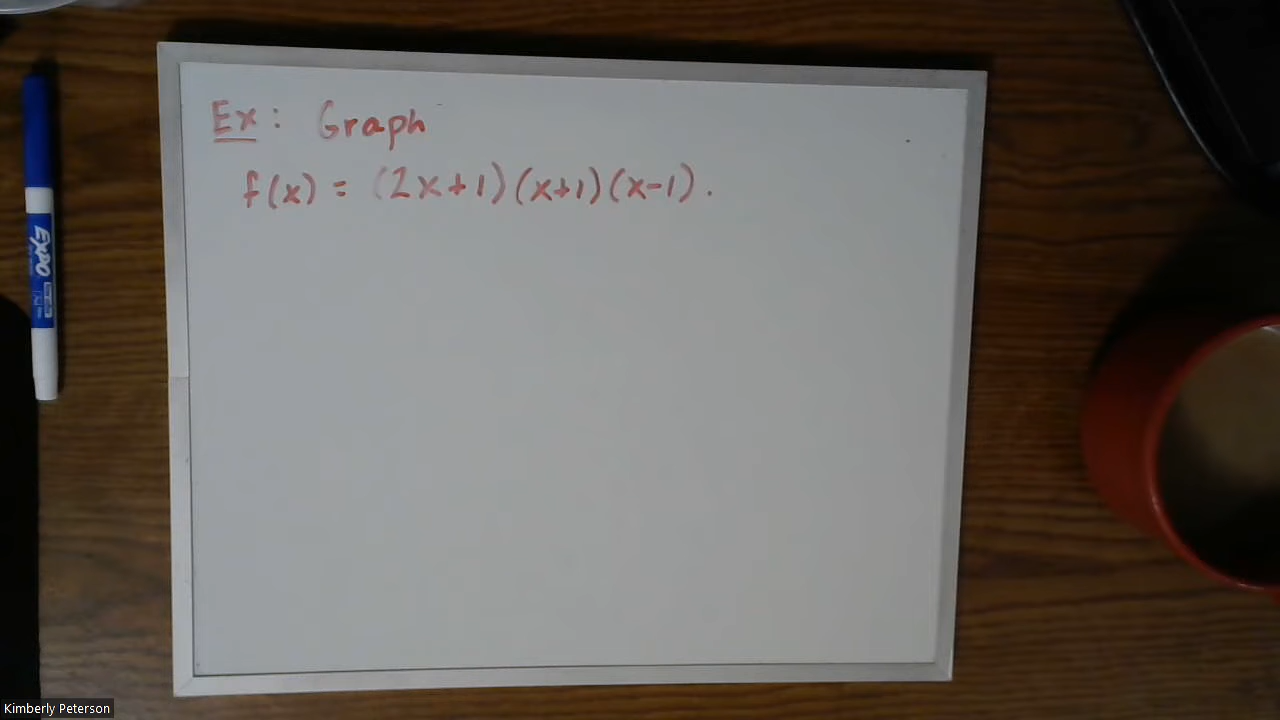 Ex: Graph
f(x) = (2x+1)(x+1)(x-1).
EXPO
Kimberly Peterson